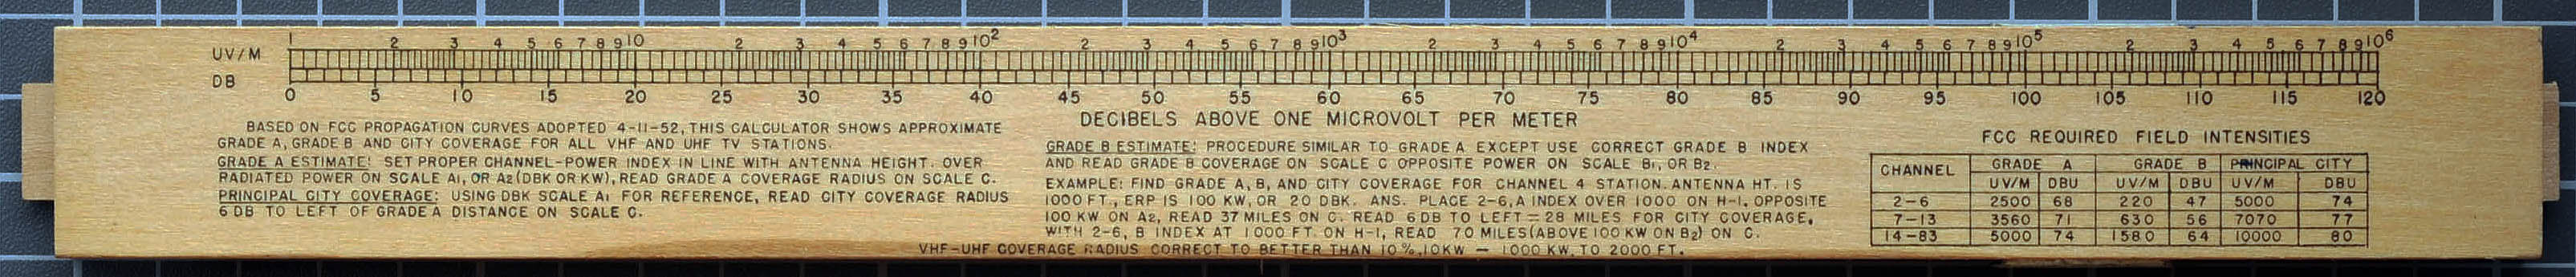 UV/M 1 2 3 4 5 6 7 8 9 10 2 3 4 5 6 7 8 9 10² 2 3 4 5 6 7 8 9 10³ 2 3 4 5 6 7 8 9 10⁴ 2 3 4 5 6 7 8 9 10⁵ 2 3 4 5 6 7 8 9 10⁶
DB
0 5 10 15 20 25 30 35 40 45 50 55 60 65 70 75 80 85 90 95 100 105 110 115 120
DECIBELS ABOVE ONE MICROVOLT PER METER
BASED ON FCC PROPAGATION CURVES ADOPTED 4-11-52, THIS CALCULATOR SHOWS APPROXIMATE
GRADE A, GRADE B AND CITY COVERAGE FOR ALL VHF AND UHF TV STATIONS.
GRADE A ESTIMATE: SET PROPER CHANNEL-POWER INDEX IN LINE WITH ANTENNA HEIGHT. OVER
RADIATED POWER ON SCALE A1, OR A2 (DBK OR KW), READ GRADE A COVERAGE RADIUS ON SCALE C.
PRINCIPAL CITY COVERAGE: USING DBK SCALE A1 FOR REFERENCE, READ CITY COVERAGE RADIUS
6 DB TO LEFT OF GRADE A DISTANCE ON SCALE C.
GRADE B ESTIMATE: PROCEDURE SIMILAR TO GRADE A EXCEPT USE CORRECT GRADE B INDEX
AND READ GRADE B COVERAGE ON SCALE C OPPOSITE POWER ON SCALE B1, OR B2.
EXAMPLE: FIND GRADE A, B, AND CITY COVERAGE FOR CHANNEL 4 STATION. ANTENNA HT. IS
1000 FT., ERP IS 100 KW, OR 20 DBK. ANS. PLACE 2-6, A INDEX OVER 1000 ON H-1. OPPOSITE
100 KW ON A2, READ 37 MILES ON C. READ 6 DB TO LEFT = 28 MILES FOR CITY COVERAGE.
WITH 2-6, B INDEX AT 1000 FT. ON H-1, READ 70 MILES (ABOVE 100 KW ON B2) ON C.
VHF-UHF COVERAGE RADIUS CORRECT TO BETTER THAN 10 %, 10KW — 1000 KW, TO 2000 FT.
FCC REQUIRED FIELD INTENSITIES
CHANNEL GRADE A GRADE B PRINCIPAL CITY
UV/M DBU UV/M DBU UV/M DBU
2-6 2500 68 220 47 5000 74
7-13 3560 71 630 56 7070 77
14-83 5000 74 1580 64 10000 80